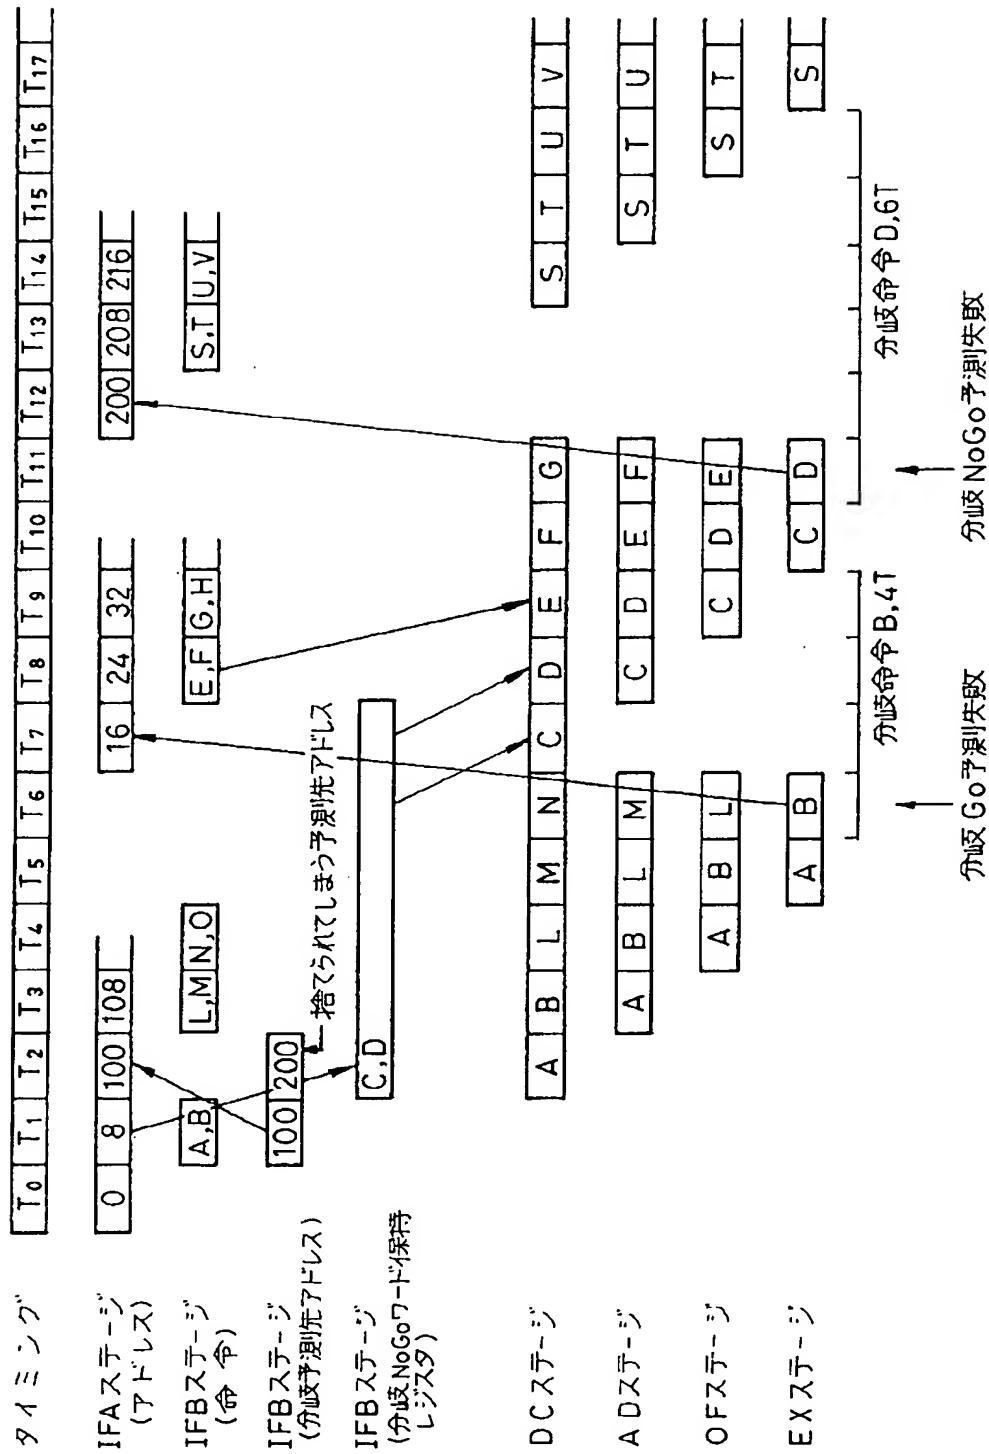 タイミング T0 T1 T2 T3 T4 T5 T6 T7 T8 T9 T10 T11 T12 T13 T14 T15 T16 T17
IFAステージ 0 8 100 108 16 24 32 200 208 216
(アドレス)
IFBステージ A,B L,M N,O E,F G,H S,T U,V
(命 令)
IFBステージ 100 200
(分岐予測先アドレス)
捨てられてしまう予測先アドレス
IFBステージ C,D
(分岐NoGoワード保持
レジスタ)
DCステージ A B L M N C D E F G S T U V
ADステージ A B L M C D E F S T U
OFステージ A B L C D E S T
EXステージ A B C D S
分岐命令B,4T 分岐命令D,6T
分岐Go予測失敗 分岐NoGo予測失敗